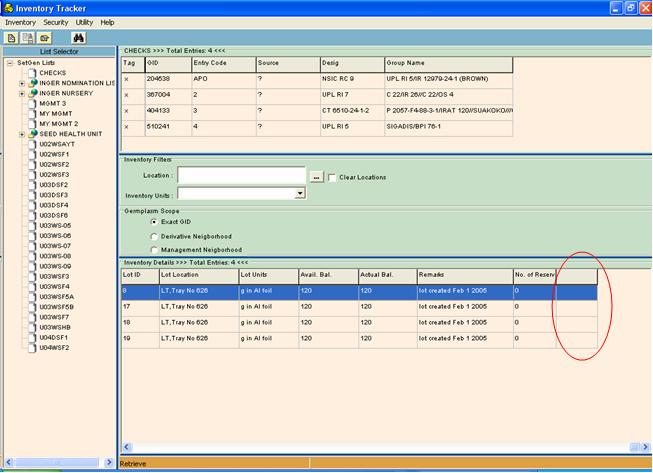 Inventory Tracker
Inventory Security Utility Help
List Selector
SetGen Lists
CHECKS
INGER NOMINATION LIS
INGER NURSERY
MGMT 3
MY MGMT
MY MGMT 2
SEED HEALTH UNIT
U02WSAYT
U02WSF1
U02WSF2
U02WSF3
U03DSF2
U03DSF3
U03DSF4
U03DSF6
U03WS-05
U03WS-06
U03WS-07
U03WS-08
U03WS-09
U03WSF3
U03WSF4
U03WSF5A
U03WSF5B
U03WSF7
U03WSHB
U04DSF1
U04WSF2
CHECKS >>> Total Entries: 4 <<<
Tag GID Entry Code Source Desig Group Name
x 204538 APO ? NSIC RC 9 UPL RI 5/IR 12979-24-1 (BROWN)
x 367004 2 ? UPL RI 7 C 22/IR 26//C 22/OS 4
x 404133 3 ? CT 6510-24-1-2 P 2057-F4-88-3-1/IRAT 120//SUAKOKO//
x 510241 4 ? UPL RI 5 SIGADIS/BPI 76-1
Inventory Filters
Location :
... Clear Locations
Inventory Units :
Germplasm Scope
Exact GID
Derivative Neigborhood
Management Neigborhood
Inventory Details >>> Total Entries: 4 <<<
Lot ID Lot Location Lot Units Avail. Bal. Actual Bal. Remarks No. of Reserv
8 LT,Tray No 626 g in Al foil 120 120 lot created Feb 1 2005 0
17 LT,Tray No 626 g in Al foil 120 120 lot created Feb 1 2005 0
18 LT,Tray No 626 g in Al foil 120 120 lot created Feb 1 2005 0
19 LT,Tray No 626 g in Al foil 120 120 lot created Feb 1 2005 0
Retrieve